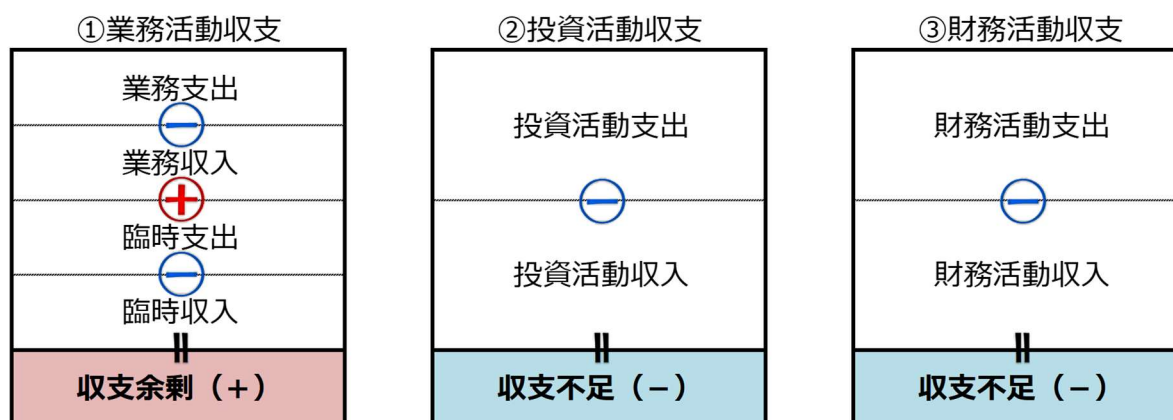 ①業務活動収支
業務支出
業務収入
臨時支出
臨時収入
収支余剰（+）
②投資活動収支
投資活動支出
投資活動収入
収支不足（−）
③財務活動収支
財務活動支出
財務活動収入
収支不足（−）